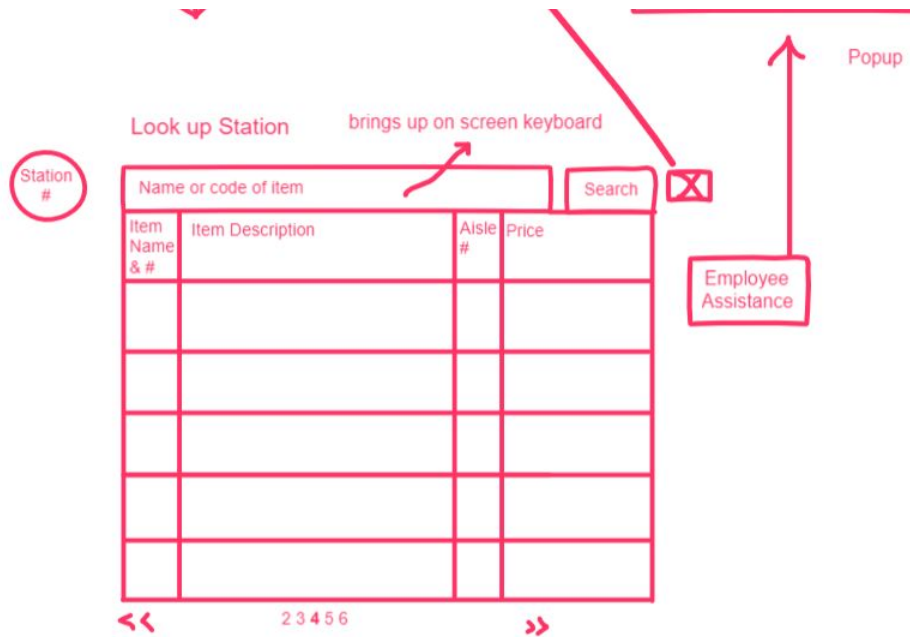 Popup
Look up Station
brings up on screen keyboard
Station
#
Name or code of item
Search
Item
Name
& #
Item Description
Aisle
#
Price
Employee
Assistance
<<
2 3 4 5 6
>>